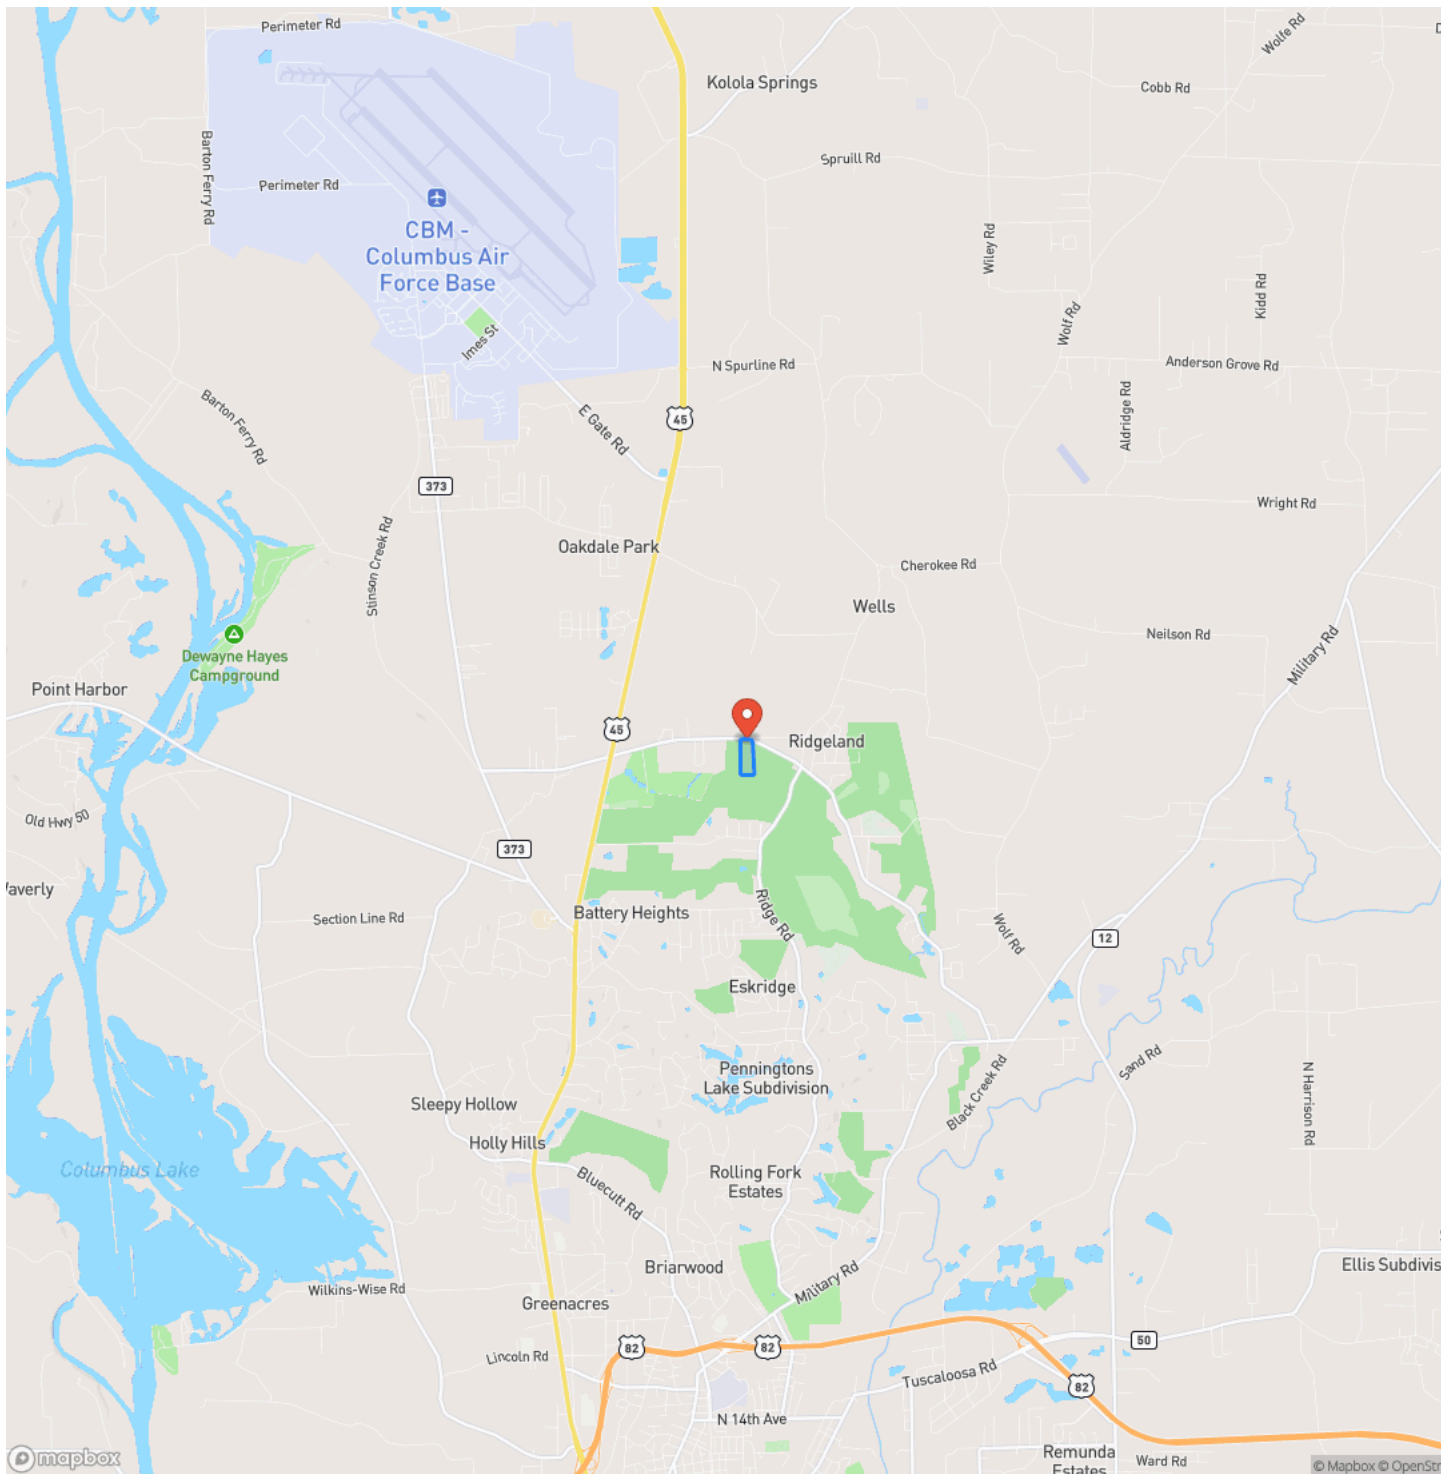 Perimeter Rd
Wolfe Rd
Kolola Springs
Cobb Rd
Barton Ferry Rd
Spruill Rd
Perimeter Rd
CBM -
Columbus Air
Force Base
Wiley Rd
Kidd Rd
Wolf Rd
Imes St
N Spurline Rd
Anderson Grove Rd
Aldridge Rd
Barton Ferry Rd
45
E Gate Rd
373
Wright Rd
Stinson Creek Rd
Oakdale Park
Cherokee Rd
Wells
Neilson Rd
Military Rd
Dewayne Hayes
Campground
Point Harbor
45
Ridgeland
Old Hwy 50
373
Section Line Rd
Battery Heights
Ridge Rd
Wolf Rd
12
Eskridge
Penningtons
Lake Subdivision
Sand Rd
N Harrison Rd
Black Creek Rd
Sleepy Hollow
Holly Hills
Columbus Lake
Bluecutt Rd
Rolling Fork
Estates
Briarwood
Military Rd
Ellis Subdivis
Wilkins-Wise Rd
Greenacres
82
82
50
Lincoln Rd
Tuscaloosa Rd
82
N 14th Ave
Remunda
Estates
Ward Rd
mapbox
© Mapbox © OpenStr